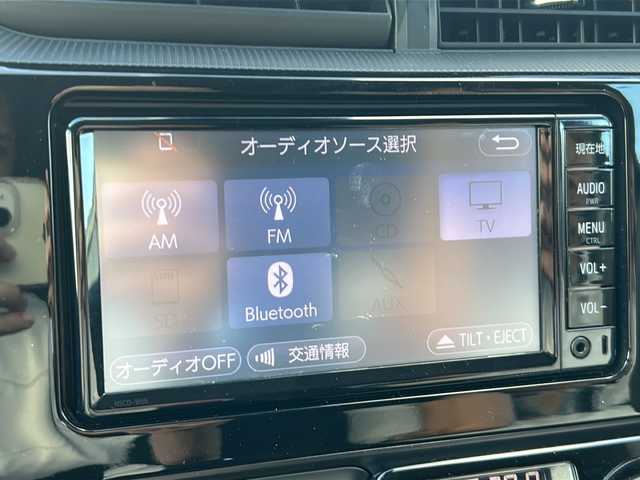 オーディオソース選択
現在地
AM
FM
CD
TV
AUDIO
PWR
MENU
CTRL
SD
Bluetooth
AUX
VOL+
VOL-
オーディオOFF
交通情報
TILT・EJECT